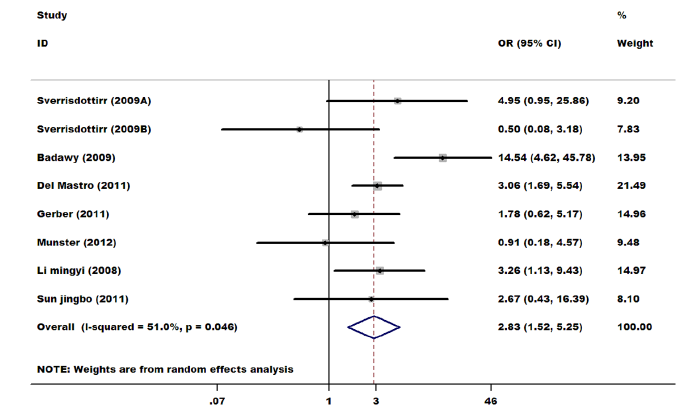 Study %
ID OR (95% CI) Weight
Sverrisdottirr (2009A) 4.95 (0.95, 25.86) 9.20
Sverrisdottirr (2009B) 0.50 (0.08, 3.18) 7.83
Badawy (2009) 14.54 (4.62, 45.78) 13.95
Del Mastro (2011) 3.06 (1.69, 5.54) 21.49
Gerber (2011) 1.78 (0.62, 5.17) 14.96
Munster (2012) 0.91 (0.18, 4.57) 9.48
Li mingyi (2008) 3.26 (1.13, 9.43) 14.97
Sun jingbo (2011) 2.67 (0.43, 16.39) 8.10
Overall (I-squared = 51.0%, p = 0.046) 2.83 (1.52, 5.25) 100.00
NOTE: Weights are from random effects analysis
.07 1 3 46